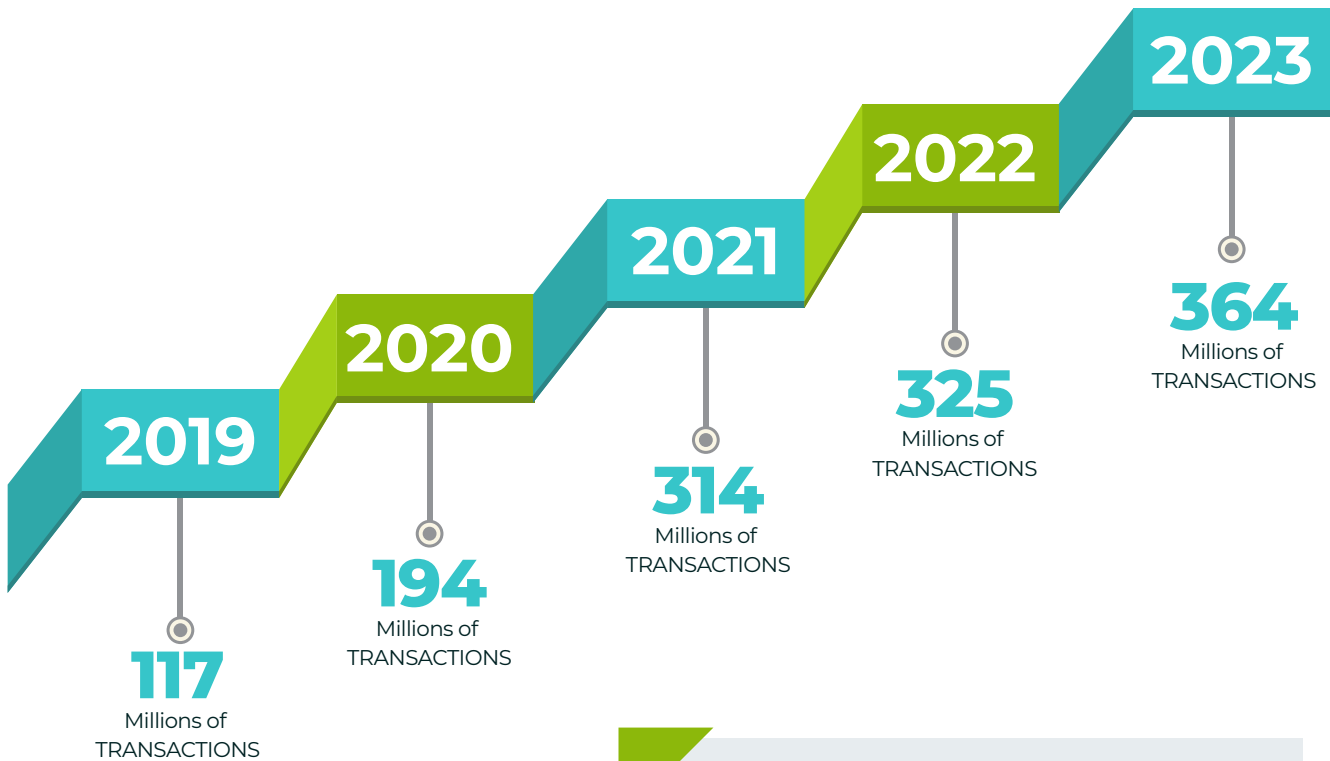 2019
117
Millions of
TRANSACTIONS
2020
194
Millions of
TRANSACTIONS
2021
314
Millions of
TRANSACTIONS
2022
325
Millions of
TRANSACTIONS
2023
364
Millions of
TRANSACTIONS